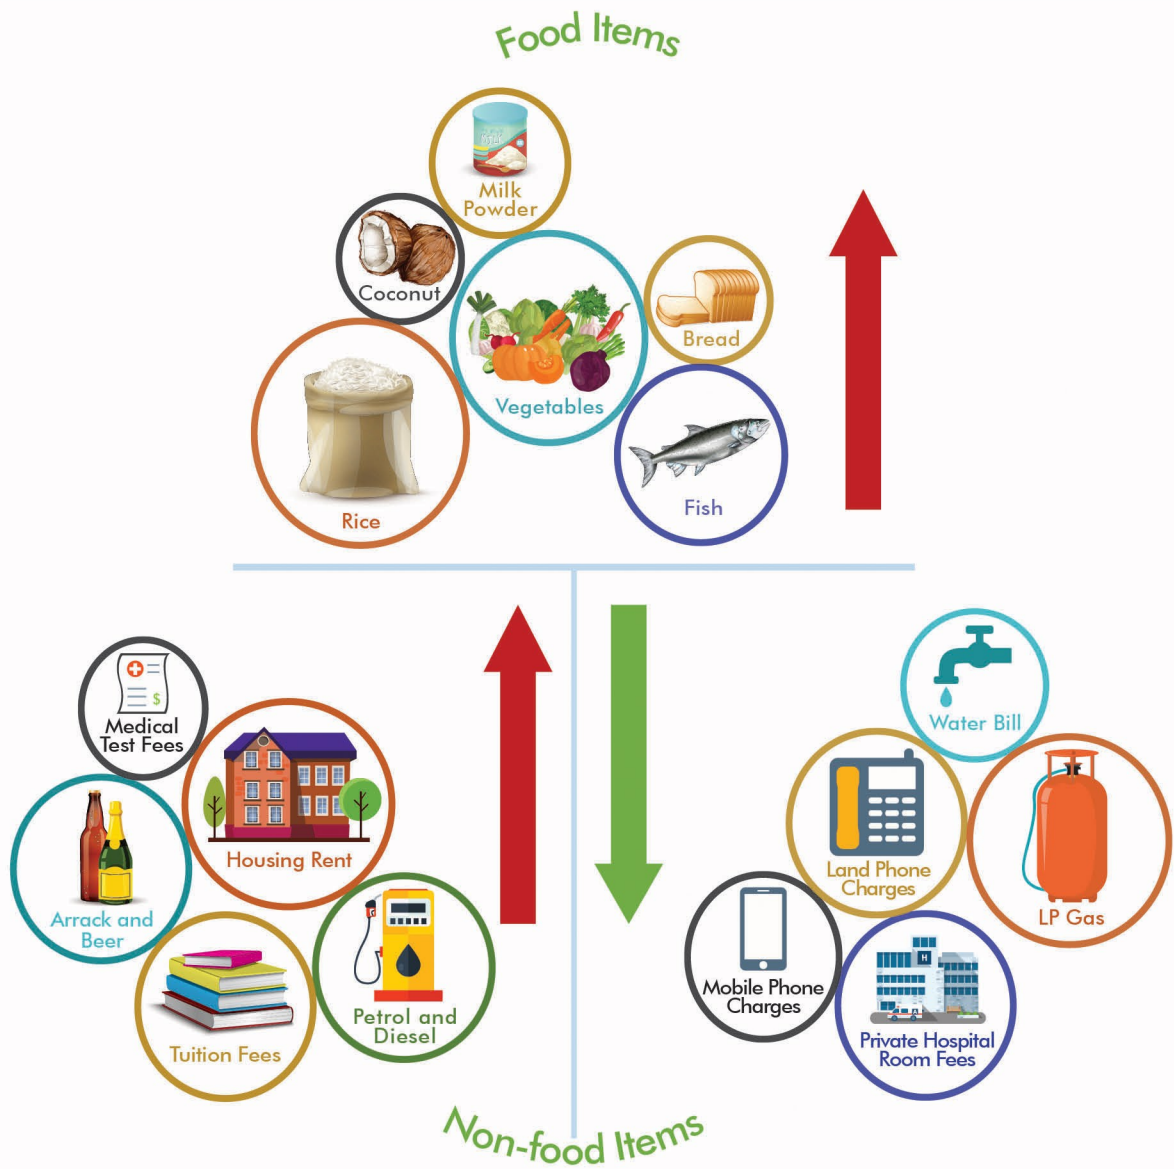 Food Items
Milk
Powder
Coconut
Vegetables
Bread
Rice
Fish
Medical
Test Fees
$
Housing Rent
Arrack and
Beer
Tuition Fees
Petrol and
Diesel
Water Bill
Land Phone
Charges
LP Gas
Mobile Phone
Charges
H
Private Hospital
Room Fees
Non-food Items